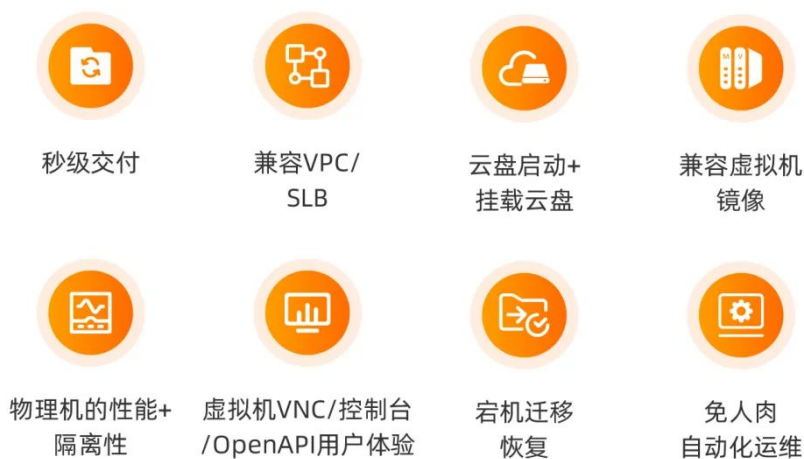 秒级交付
兼容VPC/
SLB
云盘启动+
挂载云盘
M V
兼容虚拟机
镜像
物理机的性能+
隔离性
虚拟机VNC/控制台
/OpenAPI用户体验
宕机迁移
恢复
免人肉
自动化运维